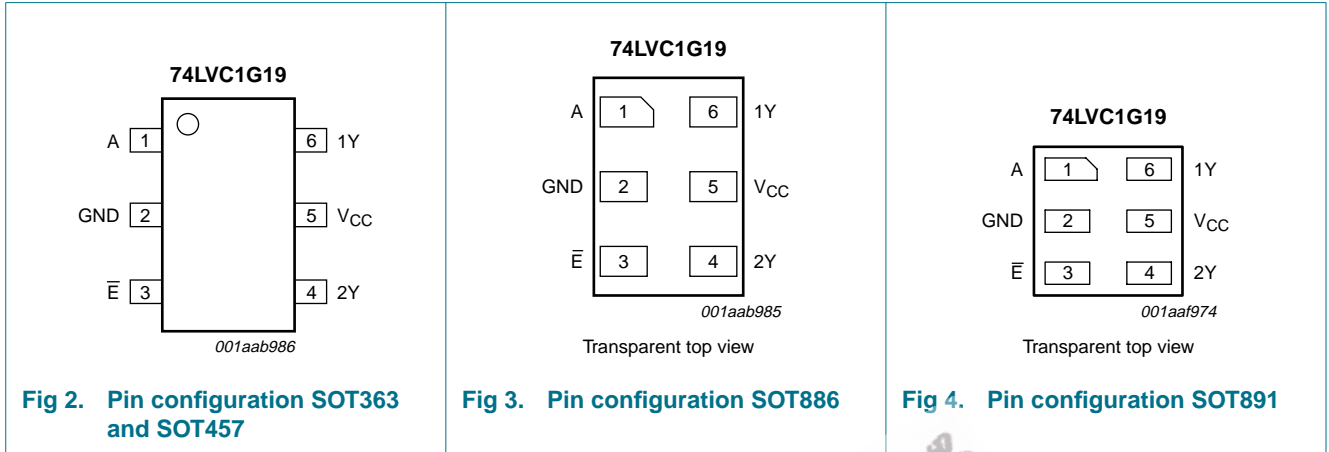 74LVC1G19
A 1
6 1Y
GND 2
5 VCC
E̅ 3
4 2Y
001aab986
Fig 2. Pin configuration SOT363
and SOT457
74LVC1G19
A 1
6 1Y
GND 2
5 VCC
E̅ 3
4 2Y
001aab985
Transparent top view
Fig 3. Pin configuration SOT886
74LVC1G19
A 1
6 1Y
GND 2
5 VCC
E̅ 3
4 2Y
001aaf974
Transparent top view
Fig 4. Pin configuration SOT891